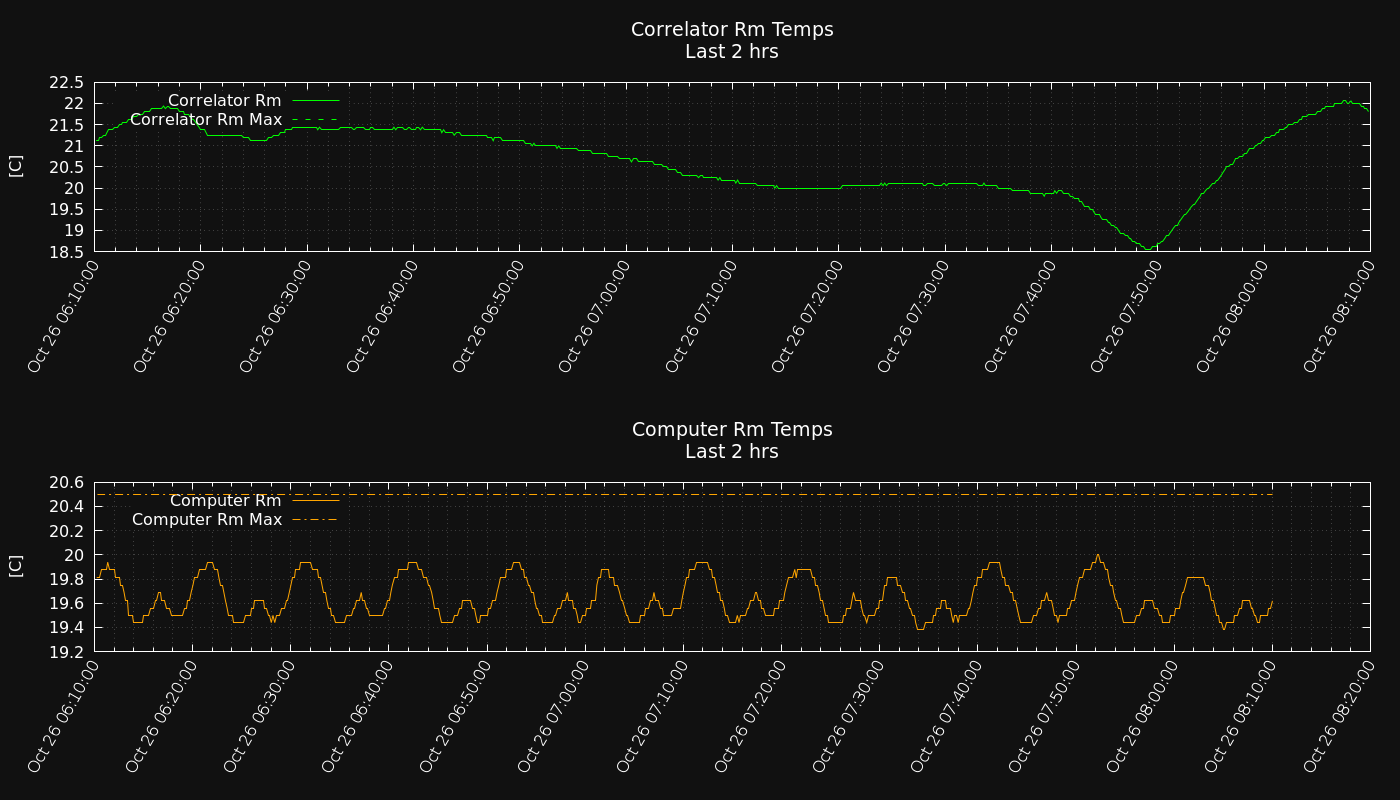 Correlator Rm Temps
Last 2 hrs
22.5
22
21.5
21
20.5
20
19.5
19
18.5
[C]
Correlator Rm
Correlator Rm Max
Oct 26 06:10:00
Oct 26 06:20:00
Oct 26 06:30:00
Oct 26 06:40:00
Oct 26 06:50:00
Oct 26 07:00:00
Oct 26 07:10:00
Oct 26 07:20:00
Oct 26 07:30:00
Oct 26 07:40:00
Oct 26 07:50:00
Oct 26 08:00:00
Oct 26 08:10:00
Computer Rm Temps
Last 2 hrs
20.6
20.4
20.2
20
19.8
19.6
19.4
19.2
[C]
Computer Rm
Computer Rm Max
Oct 26 06:10:00
Oct 26 06:20:00
Oct 26 06:30:00
Oct 26 06:40:00
Oct 26 06:50:00
Oct 26 07:00:00
Oct 26 07:10:00
Oct 26 07:20:00
Oct 26 07:30:00
Oct 26 07:40:00
Oct 26 07:50:00
Oct 26 08:00:00
Oct 26 08:10:00
Oct 26 08:20:00